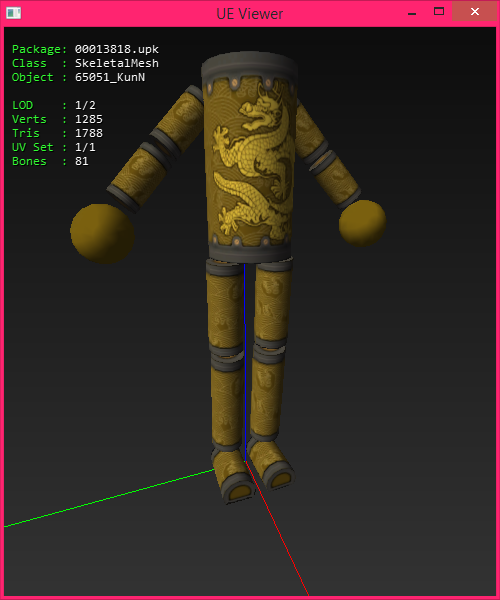 UE Viewer
Package: 00013818.upk
Class  : SkeletalMesh
Object : 65051_KunN
LOD    : 1/2
Verts  : 1285
Tris   : 1788
UV Set : 1/1
Bones  : 81